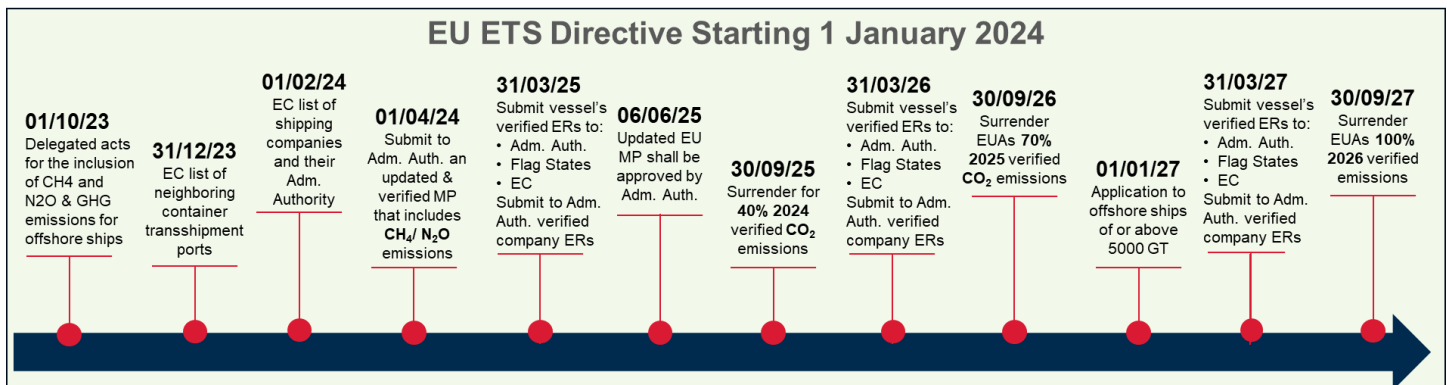 EU ETS Directive Starting 1 January 2024
01/10/23
Delegated acts
for the inclusion
of CH4 and
N2O & GHG
emissions for
offshore ships
31/12/23
EC list of
neighboring
container
transshipment
ports
01/02/24
EC list of
shipping
companies
and their
Adm.
Authority
01/04/24
Submit to
Adm. Auth. an
updated &
verified MP
that includes
CH₄/ N₂O
emissions
31/03/25
Submit vessel's
verified ERs to:
• Adm. Auth.
• Flag States
• EC
Submit to Adm.
Auth. verified
company ERs
06/06/25
Updated EU
MP shall be
approved by
Adm. Auth.
30/09/25
Surrender for
40% 2024
verified CO₂
emissions
31/03/26
Submit vessel's
verified ERs to:
• Adm. Auth.
• Flag States
• EC
Submit to Adm.
Auth. verified
company ERs
30/09/26
Surrender
EUAs 70%
2025 verified
CO₂ emissions
01/01/27
Application to
offshore ships
of or above
5000 GT
31/03/27
Submit vessel's
verified ERs to:
• Adm. Auth.
• Flag States
• EC
Submit to Adm.
Auth. verified
company ERs
30/09/27
Surrender
EUAs 100%
2026 verified
emissions